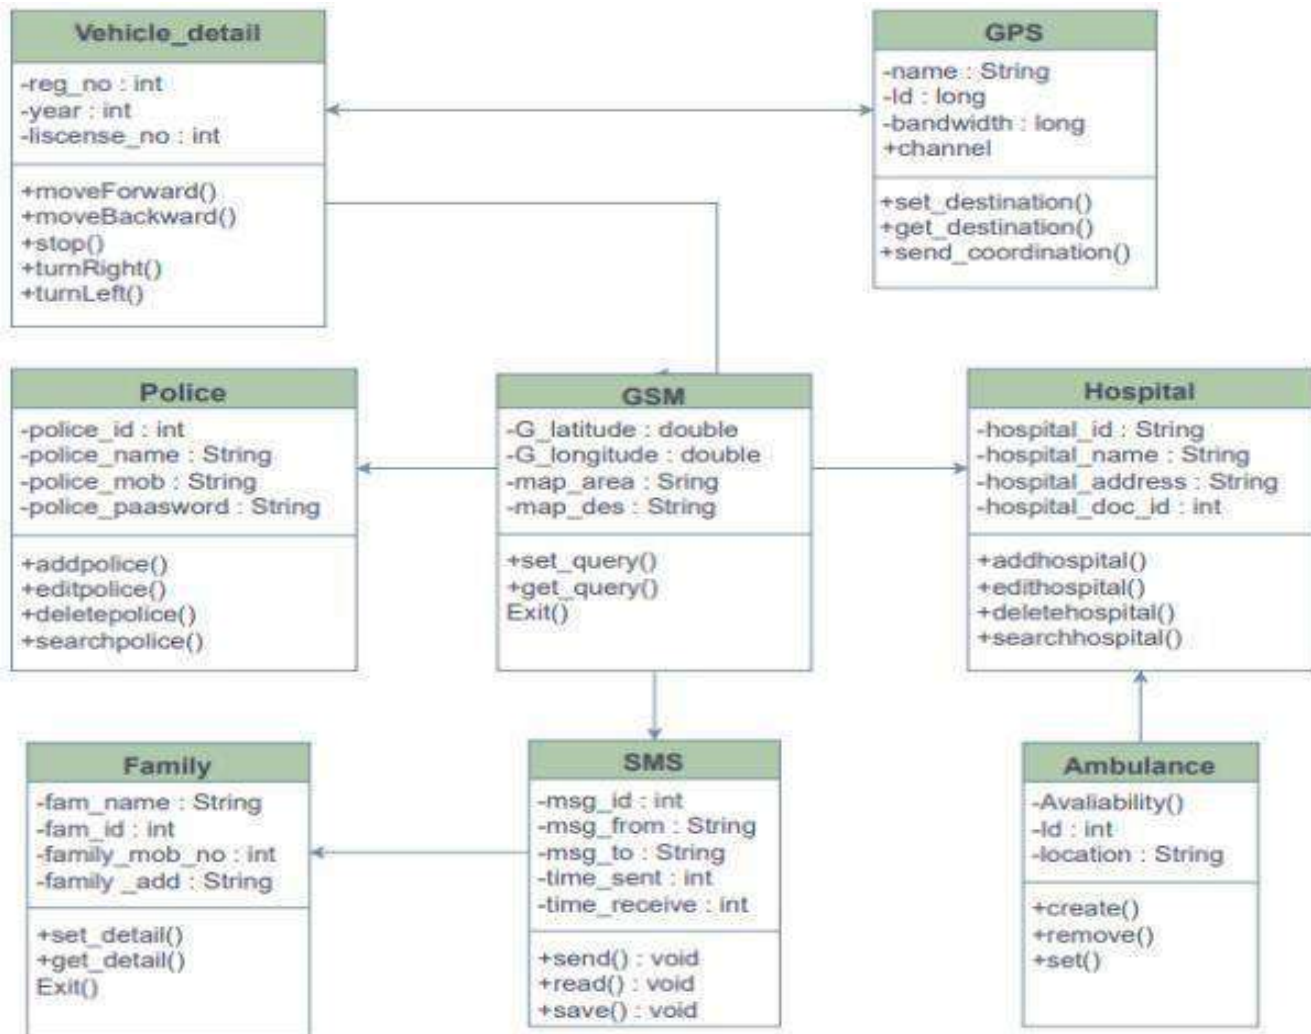 Vehicle_detail
-reg_no : int
-year : int
-liscense_no : int
+moveForward()
+moveBackward()
+stop()
+turnRight()
+turnLeft()
GPS
-name : String
-Id : long
-bandwidth : long
+channel
+set_destination()
+get_destination()
+send_coordination()
Police
-police_id : int
-police_name : String
-police_mob : String
-police_paasword : String
+addpolice()
+editpolice()
+deletepolice()
+searchpolice()
GSM
-G_latitude : double
-G_longitude : double
-map_area : Sring
-map_des : String
+set_query()
+get_query()
Exit()
Hospital
-hospital_id : String
-hospital_name : String
-hospital_address : String
-hospital_doc_id : int
+addhospital()
+edithospital()
+deletehospital()
+searchhospital()
Family
-fam_name : String
-fam_id : int
-family_mob_no : int
-family _add : String
+set_detail()
+get_detail()
Exit()
SMS
-msg_id : int
-msg_from : String
-msg_to : String
-time_sent : int
-time_receive : int
+send() : void
+read() : void
+save() : void
Ambulance
-Avaliability()
-Id : int
-location : String
+create()
+remove()
+set()